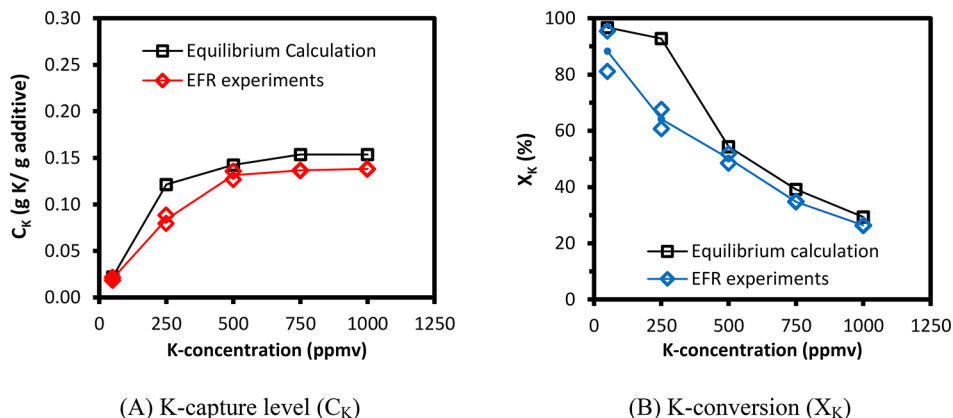 0.30
0.25
0.20
0.15
0.10
0.05
0.00
C_K (g K/ g additive)
Equilibrium Calculation
EFR experiments
0 250 500 750 1000 1250
K-concentration (ppmv)
(A) K-capture level (C_K)
100
80
60
40
20
0
X_K (%)
Equilibrium calculation
EFR experiments
0 250 500 750 1000 1250
K-concentration (ppmv)
(B) K-conversion (X_K)